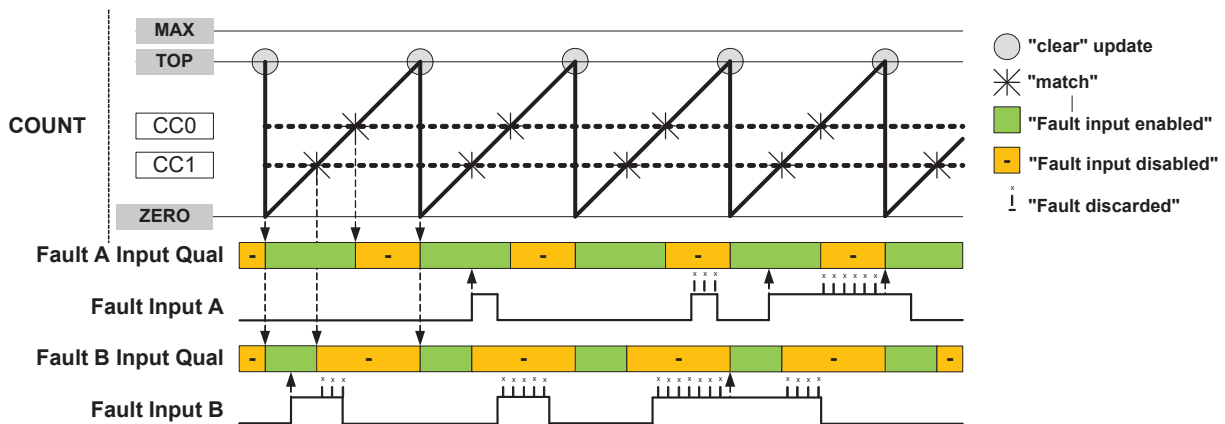 MAX
"clear" update
TOP
"match"
COUNT
CC0
"Fault input enabled"
CC1
- "Fault input disabled"
x x x
"Fault discarded"
ZERO
Fault A Input Qual
- - - - -
x x x x x x x x x
Fault Input A
Fault B Input Qual
- - - - - -
x x x x x x x x x x x x x x x x x x x
Fault Input B